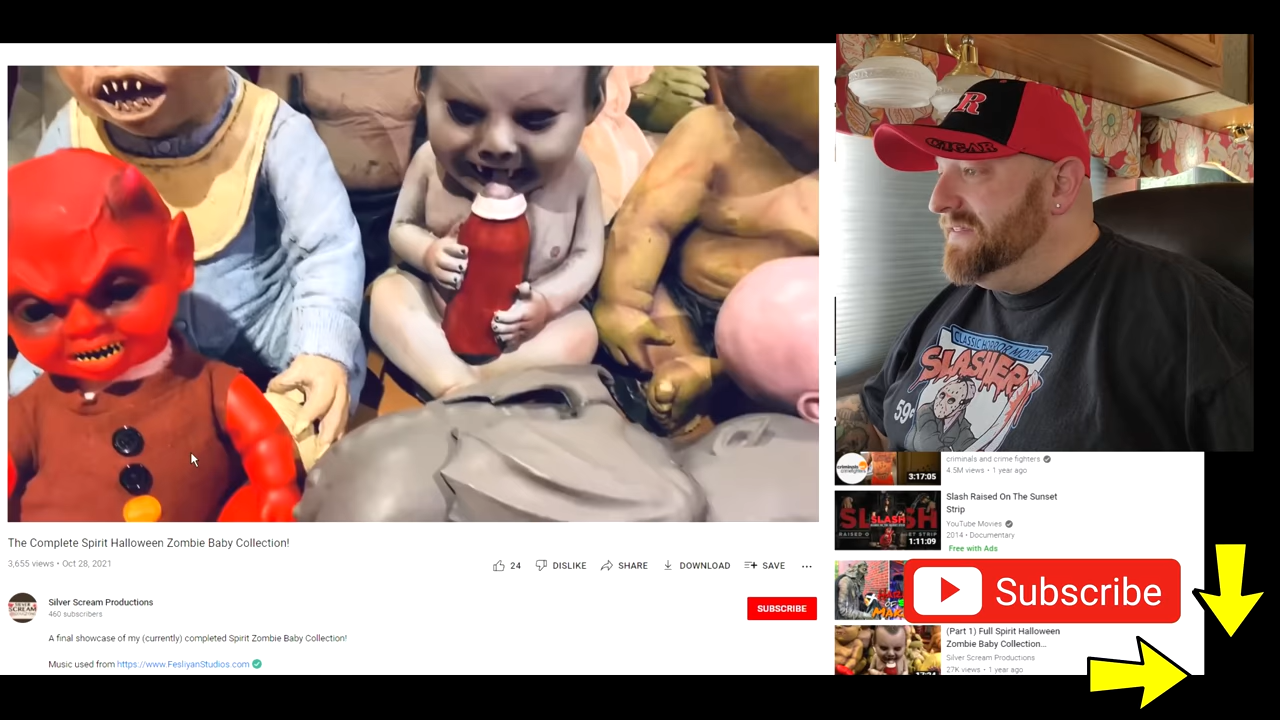 R
CIGAR
CLASSIC HORROR MOVIE
SLASHER
The Complete Spirit Halloween Zombie Baby Collection!
3,655 views • Oct 28, 2021
24 DISLIKE SHARE DOWNLOAD SAVE ...
Silver Scream Productions
460 subscribers
SUBSCRIBE
A final showcase of my (currently) completed Spirit Zombie Baby Collection!
Music used from https://www.FesliyanStudios.com
criminals and crime fighters
4.5M views • 1 year ago
3:17:05
Slash Raised On The Sunset
Strip
YouTube Movies
2014 • Documentary
Free with Ads
SLASH
1:11:09
Subscribe
(Part 1) Full Spirit Halloween
Zombie Baby Collection...
Silver Scream Productions
27K views • 1 year ago